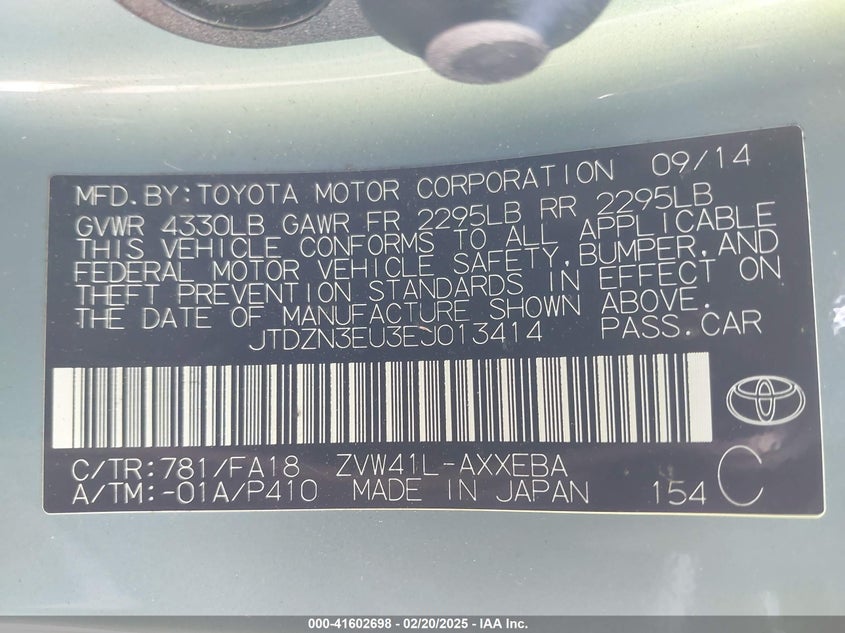 MFD.BY:TOYOTA MOTOR CORPORATION 09/14
GVWR 4330LB GAWR FR 2295LB RR 2295LB
THIS VEHICLE CONFORMS TO ALL APPLICABLE
FEDERAL MOTOR VEHICLE SAFETY,BUMPER,AND
THEFT PREVENTION STANDARDS IN EFFECT ON
THE DATE OF MANUFACTURE SHOWN ABOVE.
JTDZN3EU3EJ013414 PASS.CAR
C/TR:781/FA18 ZVW41L-AXXEBA
A/TM:-01A/P410 MADE IN JAPAN 154 C
000-41602698 - 02/20/2025 - IAA Inc.